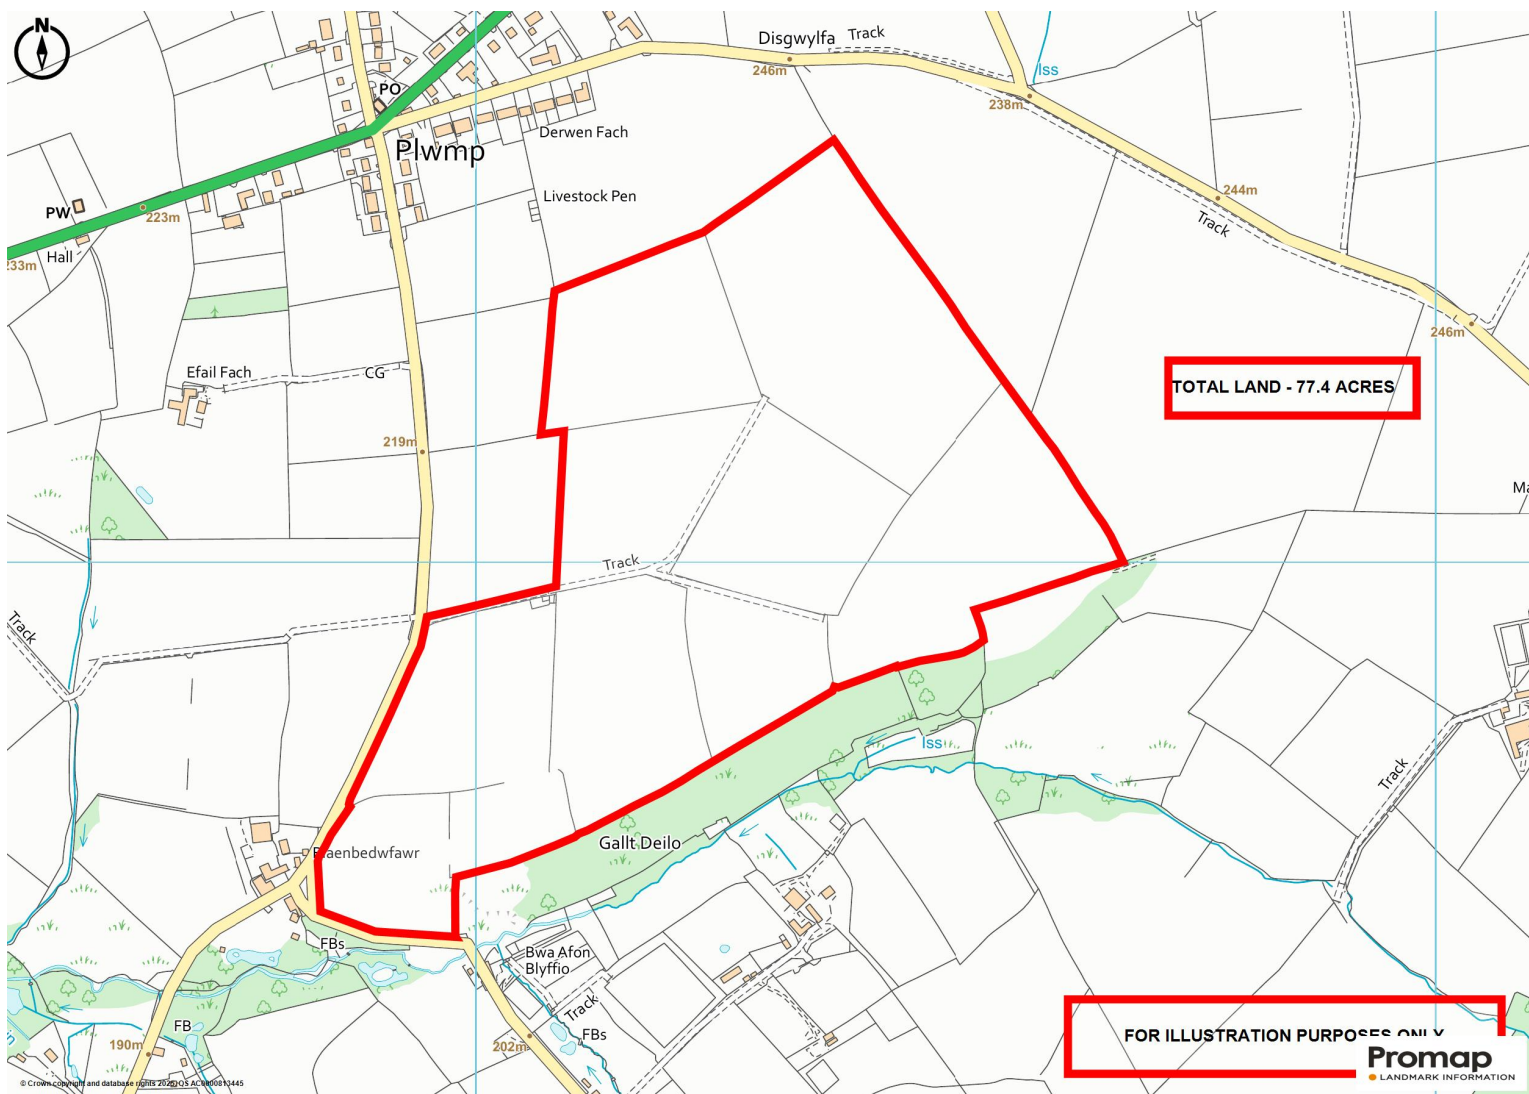 N
Disgwylfa
Track
246m
Iss
238m
PO
Derwen Fach
Plwmp
244m
Livestock Pen
PW
223m
Track
Hall
233m
246m
Efail Fach
CG
TOTAL LAND - 77.4 ACRES
219m
Track
Track
Iss
Track
Gallt Deilo
FBs
Bwa Afon
Blyffio
Track
FB
FBs
190m
202m
FOR ILLUSTRATION PURPOSES ONLY
Promap
LANDMARK INFORMATION